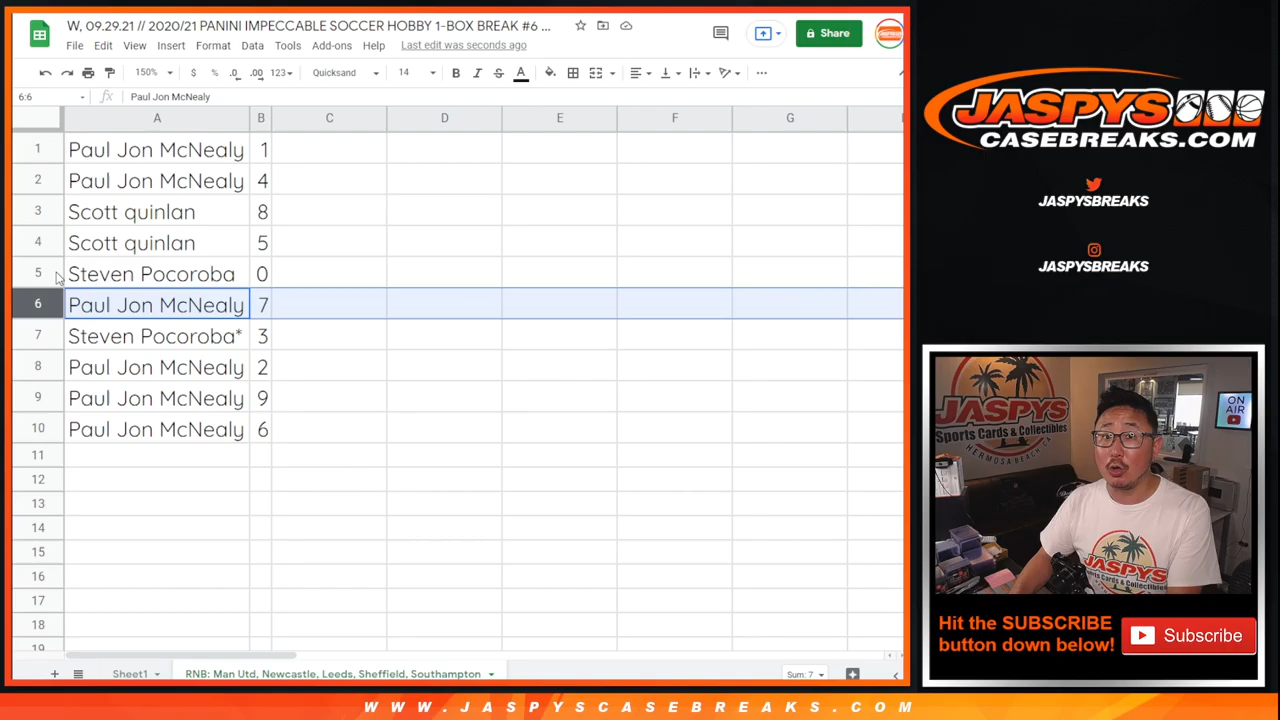 W, 09.29.21 // 2020/21 PANINI IMPECCABLE SOCCER HOBBY 1-BOX BREAK #6 ...
File Edit View Insert Format Data Tools Add-ons Help Last edit was seconds ago
Share
150% $ % .0 .00 123 Quicksand 14 B I S A
6:6 fx Paul Jon McNealy
A B C D E F G
1 Paul Jon McNealy 1
2 Paul Jon McNealy 4
3 Scott quinlan 8
4 Scott quinlan 5
5 Steven Pocoroba 0
6 Paul Jon McNealy 7
7 Steven Pocoroba* 3
8 Paul Jon McNealy 2
9 Paul Jon McNealy 9
10 Paul Jon McNealy 6
11
12
13
14
15
16
17
18
19
Sheet1 RNB: Man Utd, Newcastle, Leeds, Sheffield, Southampton Sum: 7
JASPYS
CASEBREAKS.COM
JASPYSBREAKS
JASPYSBREAKS
JASPYS
Sports Cards & Collectibles
HERMOSA BEACH CA
ON AIR
JASPYS
Hit the SUBSCRIBE
button down below!
Subscribe
WWW.JASPYSCASEBREAKS.COM